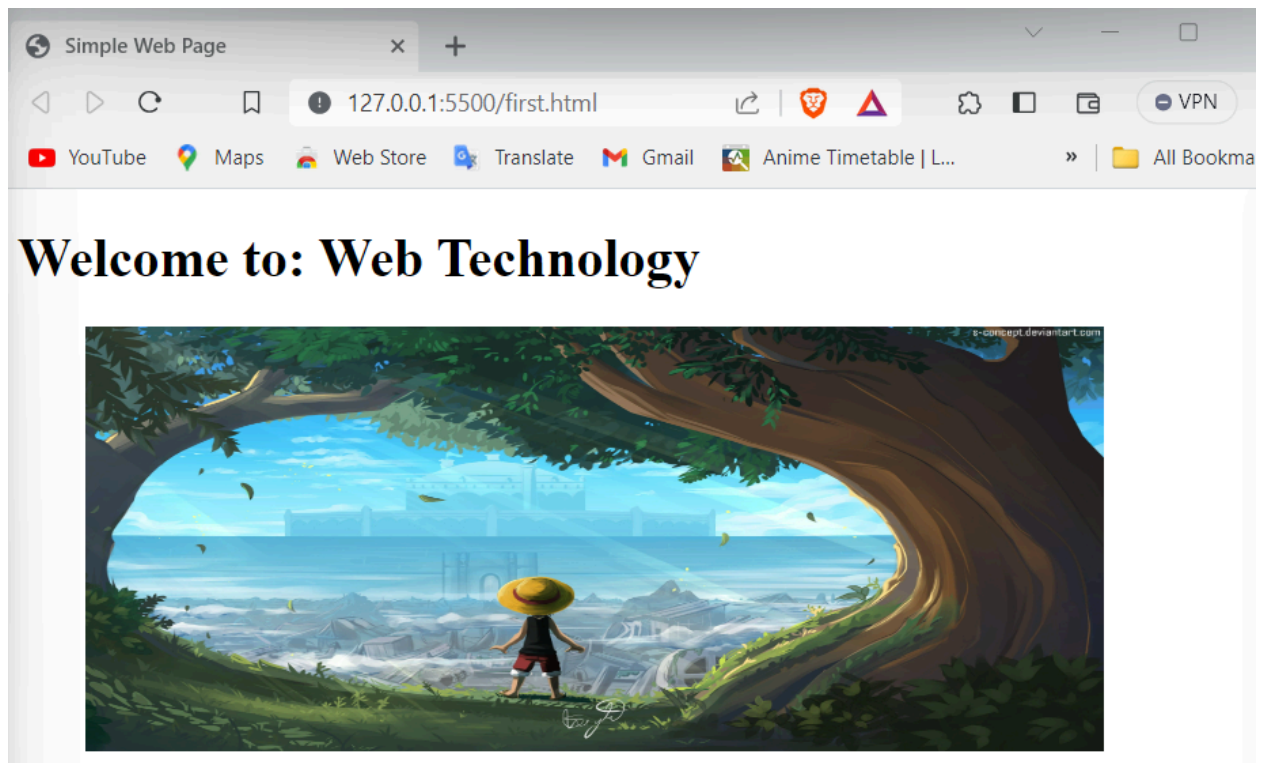 Simple Web Page
127.0.0.1:5500/first.html
VPN
YouTube Maps Web Store Translate Gmail Anime Timetable | L... » All Bookma
Welcome to: Web Technology
s-concept.deviantart.com